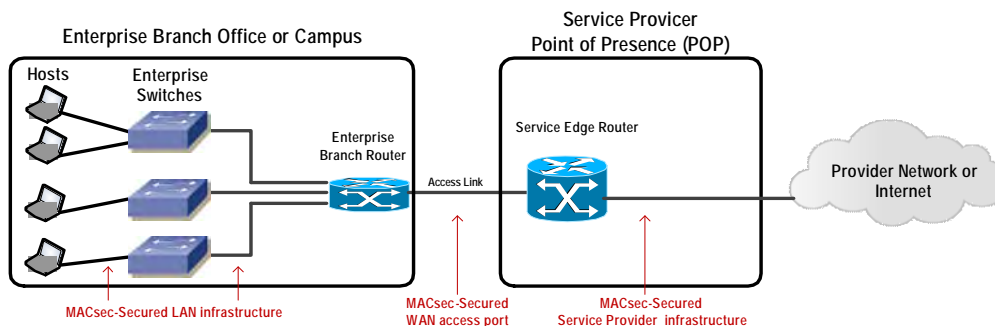 Enterprise Branch Office or Campus
Service Provicer
Point of Presence (POP)
Hosts
Enterprise
Switches
Enterprise
Branch Router
Service Edge Router
Access Link
Provider Network or
Internet
MACsec-Secured LAN infrastructure
MACsec-Secured
WAN access port
MACsec-Secured
Service Provider infrastructure